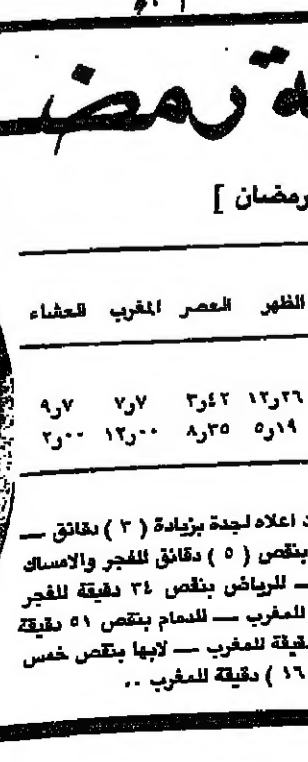 ة رمضـ
رمضان ]
الظهر العصر المغرب العشاء
١٢٫٢٦ ٣٫٤٢ ٧٫٧ ٩٫٧
٥٫١٩ ٨٫٣٥ ١٢٫٠٠ ٢٫٠٠
اعلاه لجدة بزيادة ( ٣ ) دقائق —
بنقص ( ٥ ) دقائق للفجر والامساك
— للرياض بنقص ٣٤ دقيقة للفجر
للمغرب — للدمام بنقص ٥١ دقيقة
دقيقة للمغرب — لابها بنقص خمس
١٦ ) دقيقة للمغرب ..